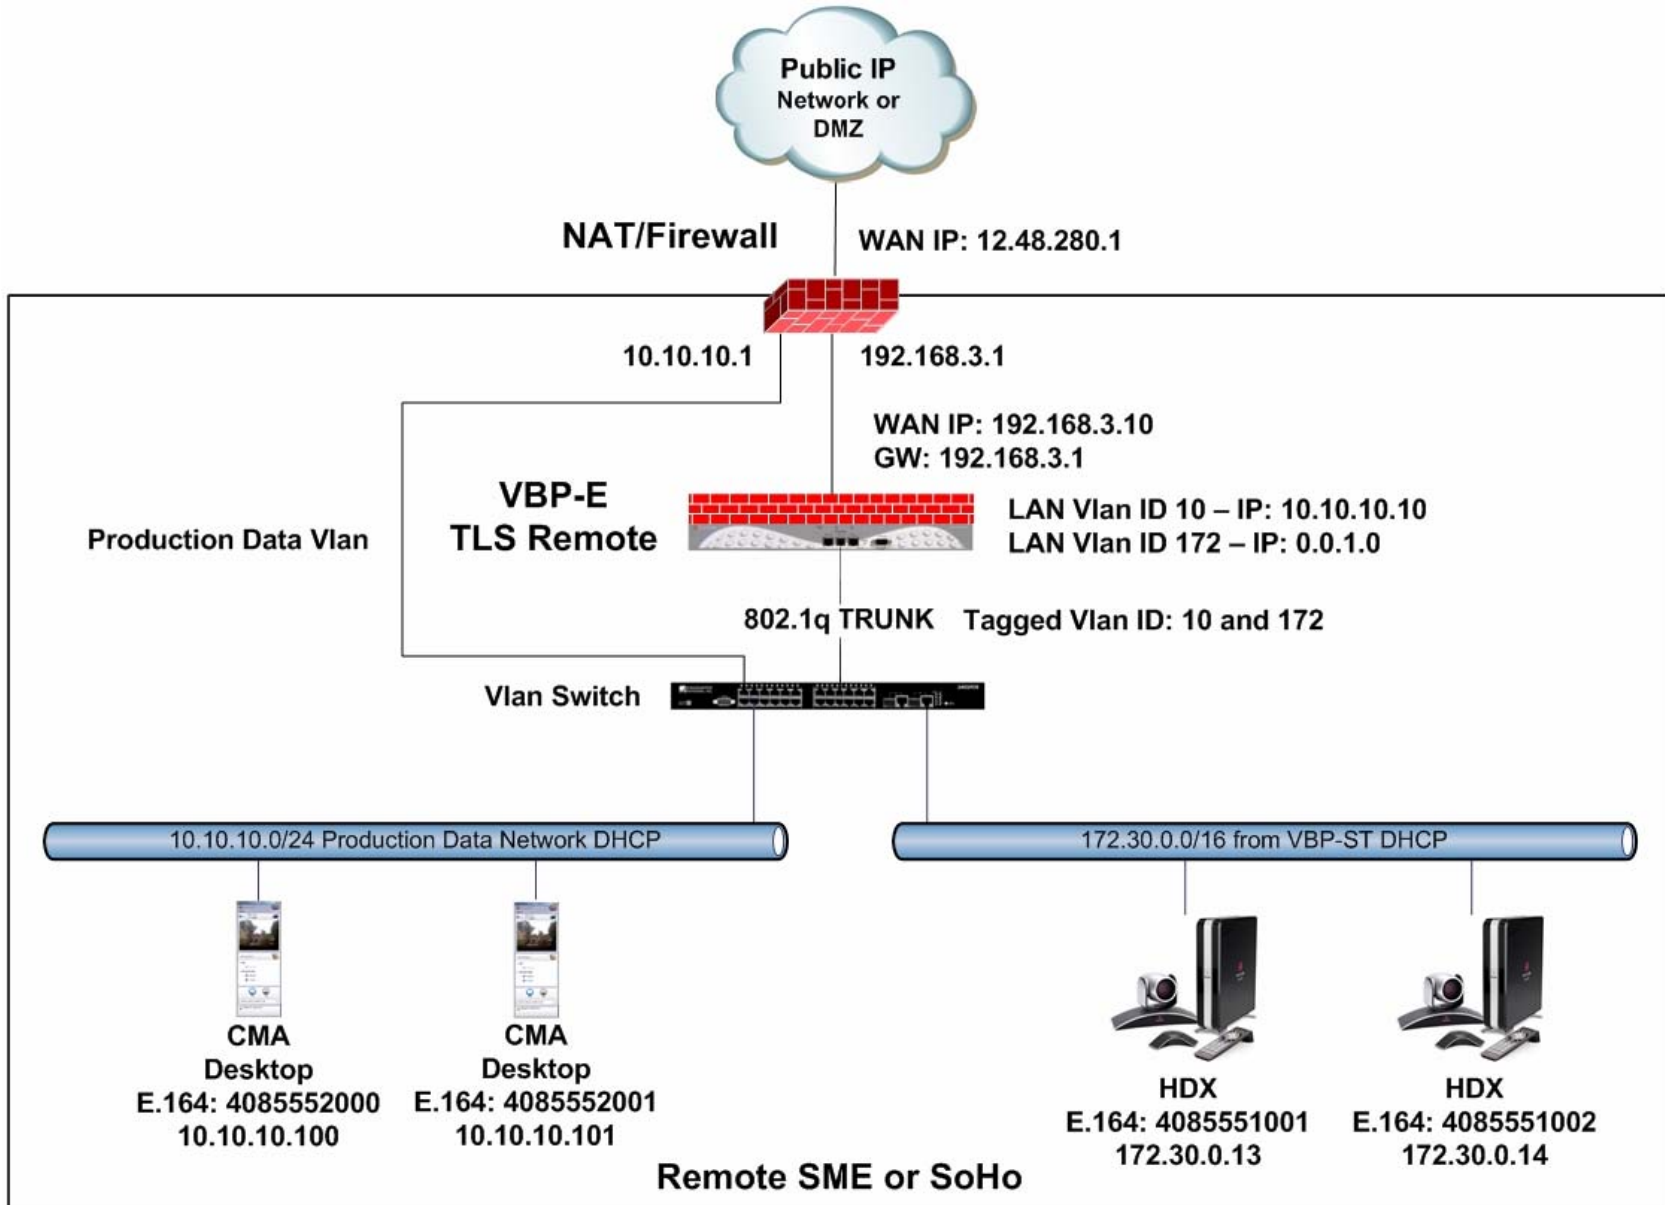 Public IP
Network or
DMZ
NAT/Firewall
WAN IP: 12.48.280.1
10.10.10.1
192.168.3.1
WAN IP: 192.168.3.10
GW: 192.168.3.1
VBP-E
TLS Remote
LAN Vlan ID 10 – IP: 10.10.10.10
LAN Vlan ID 172 – IP: 0.0.1.0
Production Data Vlan
802.1q TRUNK
Tagged Vlan ID: 10 and 172
Vlan Switch
10.10.10.0/24 Production Data Network DHCP
172.30.0.0/16 from VBP-ST DHCP
CMA
Desktop
E.164: 4085552000
10.10.10.100
CMA
Desktop
E.164: 4085552001
10.10.10.101
HDX
E.164: 4085551001
172.30.0.13
HDX
E.164: 4085551002
172.30.0.14
Remote SME or SoHo